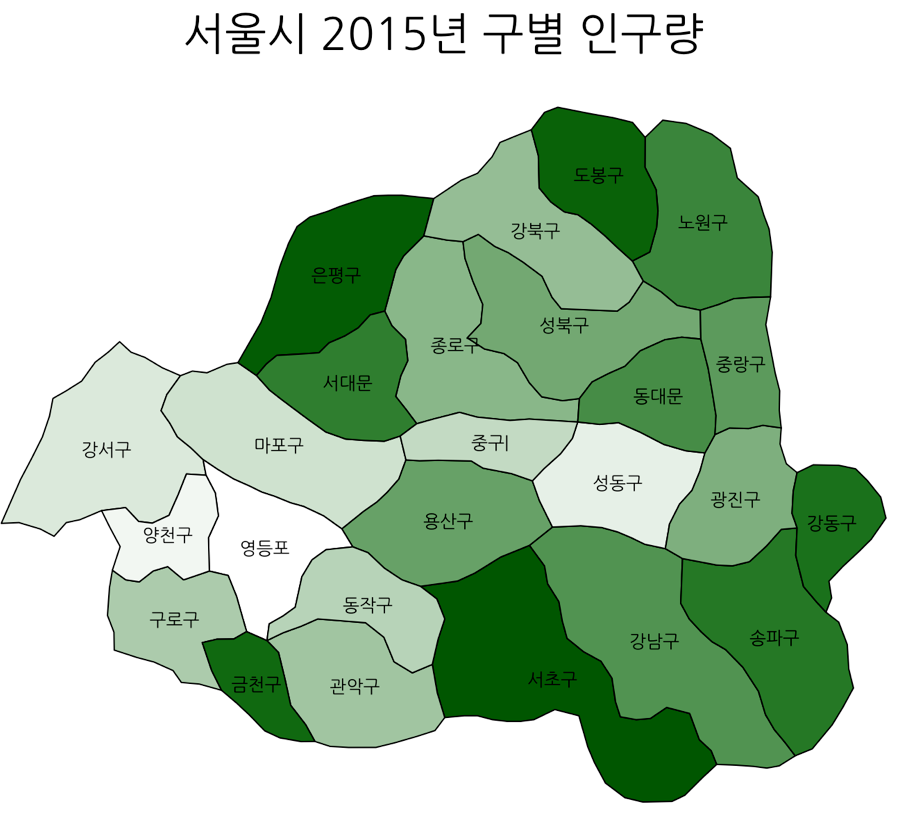 서울시 2015년 구별 인구량
도봉구
노원구
강북구
은평구
성북구
종로구
중랑구
서대문
동대문
마포구
중구|
강서구
성동구
광진구
용산구
강동구
양천구
영등포
동작구
구로구
송파구
강남구
서초구
금천구
관악구